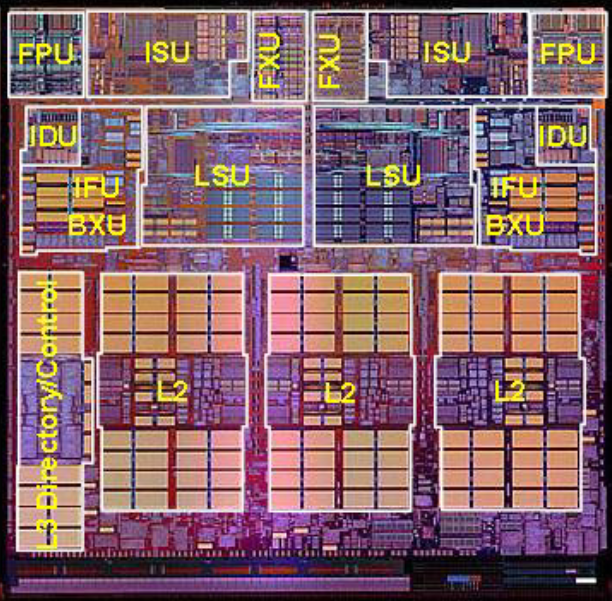 FPU ISU FXU FXU ISU FPU
IDU LSU LSU IDU
IFU IFU
BXU BXU
L3 Directory/Control
L2 L2 L2